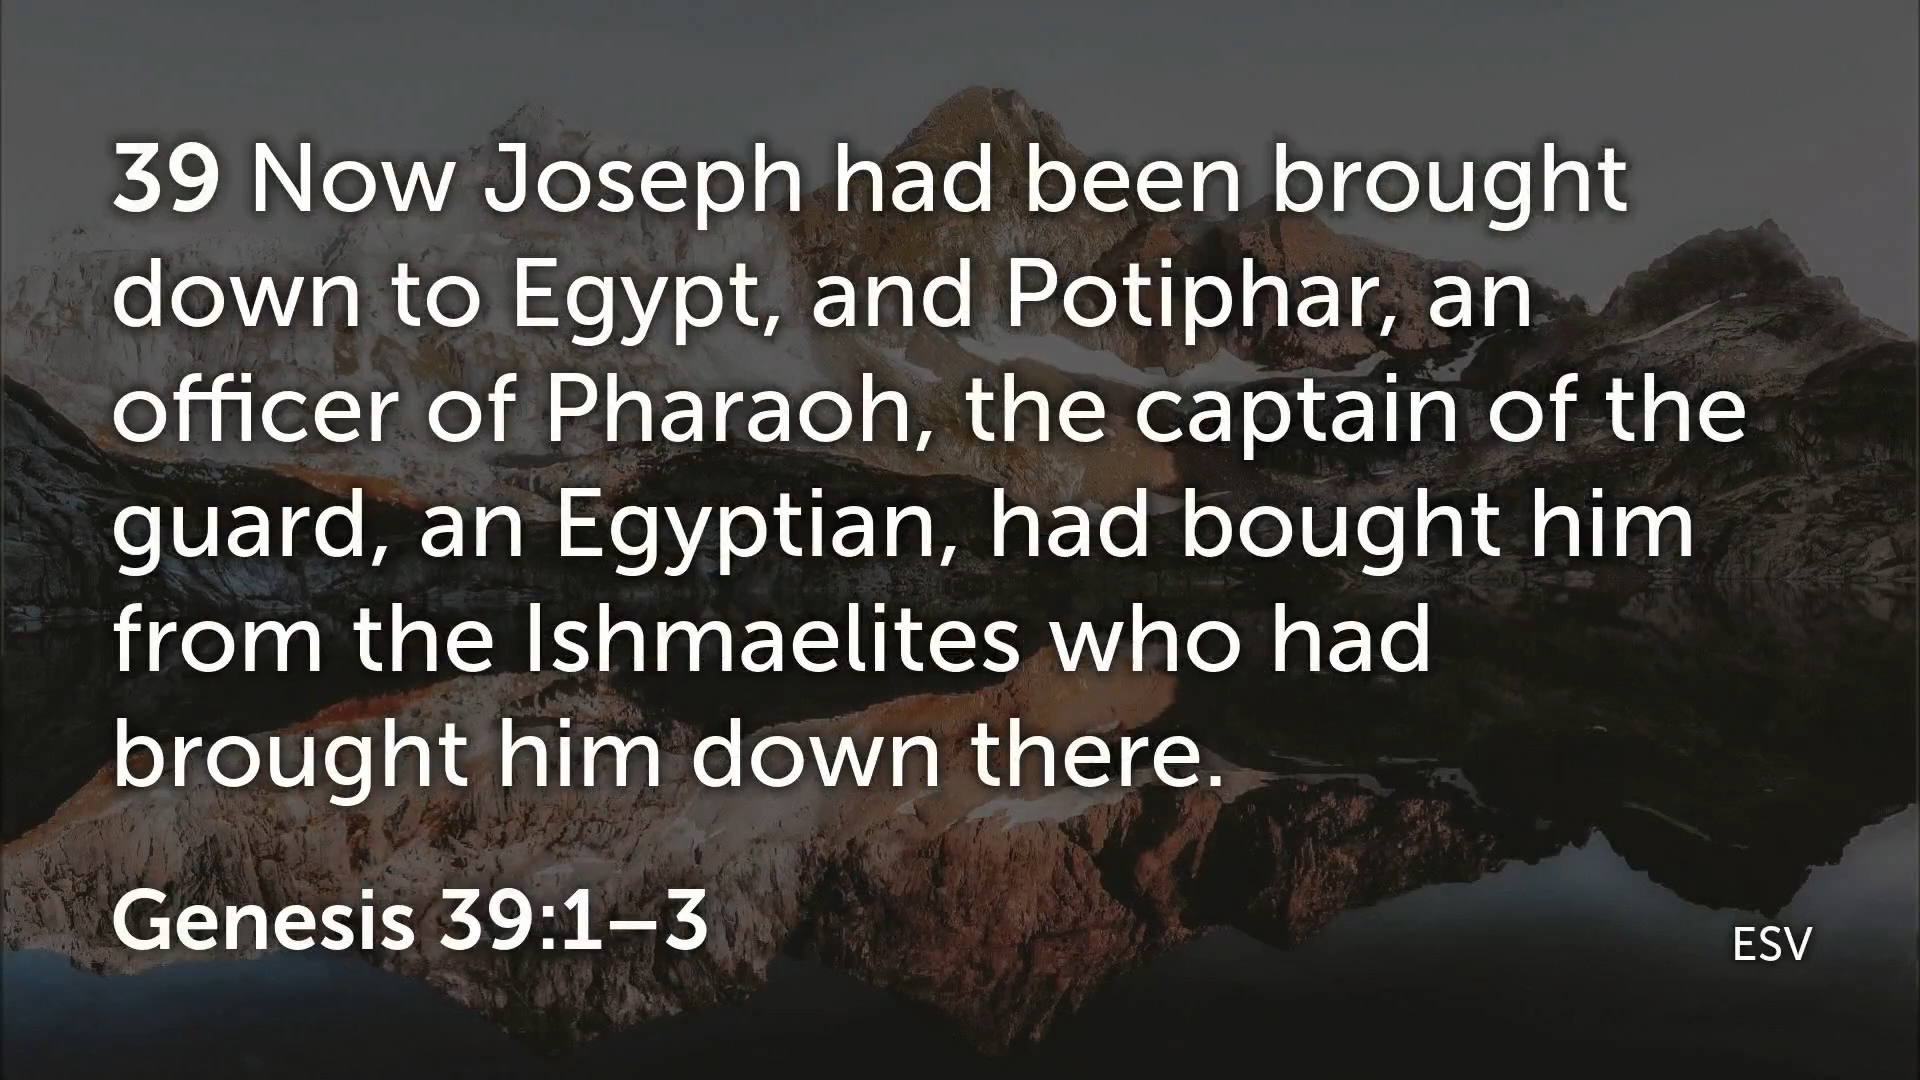 39 Now Joseph had been brought
down to Egypt, and Potiphar, an
officer of Pharaoh, the captain of the
guard, an Egyptian, had bought him
from the Ishmaelites who had
brought him down there.
Genesis 39:1–3
ESV